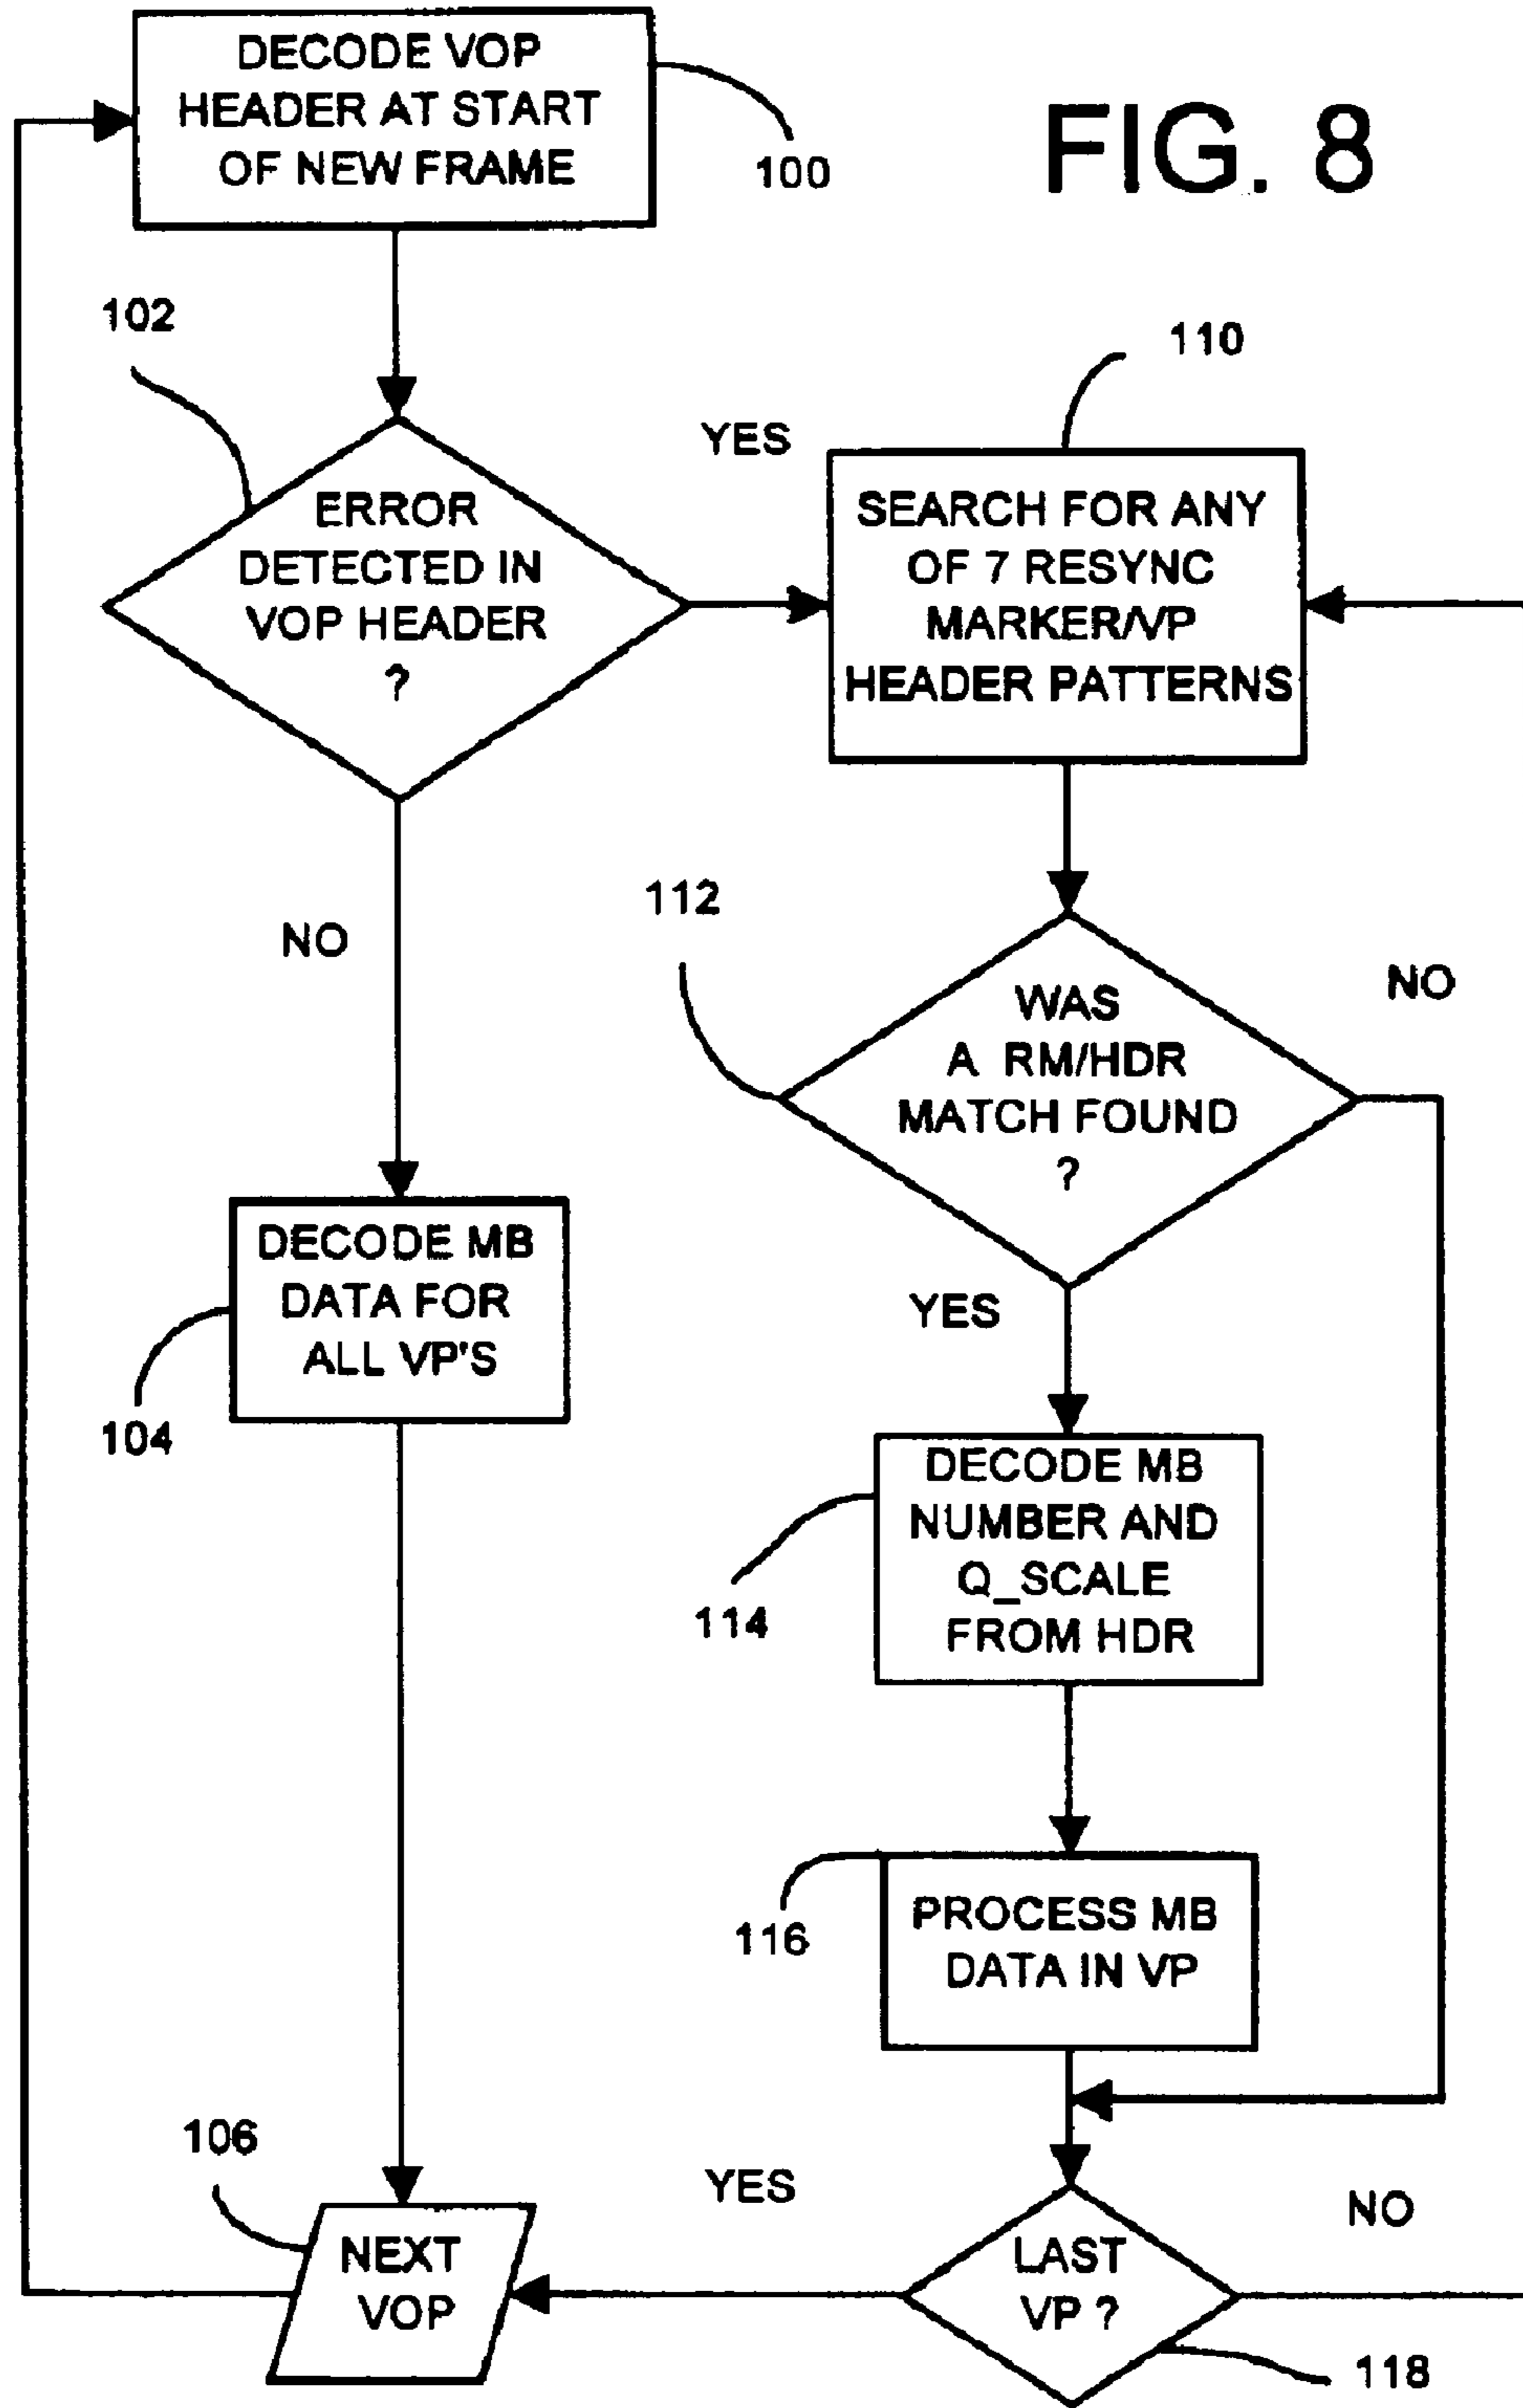 DECODE VOP
HEADER AT START
OF NEW FRAME
100
FIG. 8
102
ERROR
DETECTED IN
VOP HEADER
?
YES
110
SEARCH FOR ANY
OF 7 RESYNC
MARKER/VP
HEADER PATTERNS
NO
112
WAS
A RM/HDR
MATCH FOUND
?
NO
YES
DECODE MB
DATA FOR
ALL VP'S
104
DECODE MB
NUMBER AND
Q_SCALE
FROM HDR
114
PROCESS MB
DATA IN VP
116
106
NEXT
VOP
YES
LAST
VP ?
NO
118